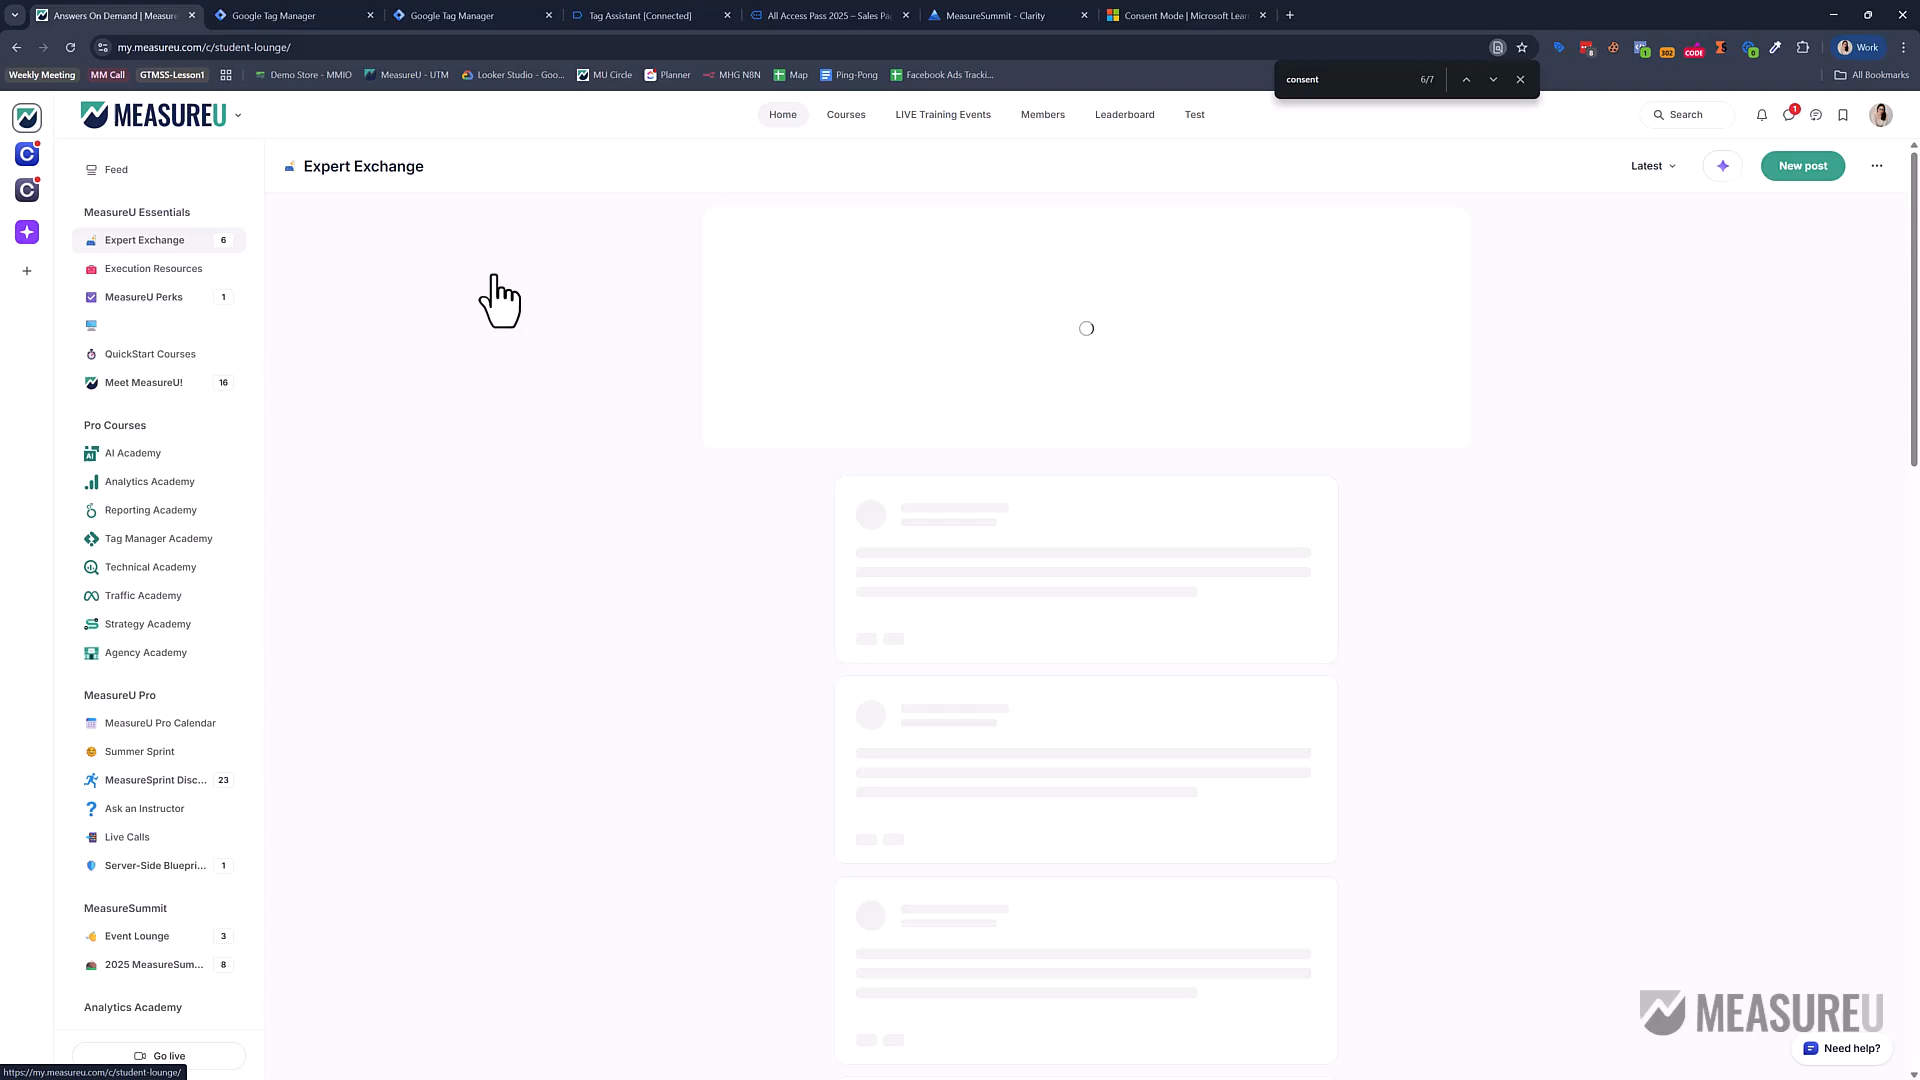 Answers On Demand | Measure
Google Tag Manager
Google Tag Manager
Tag Assistant [Connected]
All Access Pass 2025 – Sales Pa
MeasureSummit - Clarity
Consent Mode | Microsoft Lear
my.measureu.com/c/student-lounge/
Work
Weekly Meeting
MM Call
GTMSS-Lesson1
Demo Store - MMIO
MeasureU - UTM
Looker Studio - Goo...
MU Circle
Planner
MHG N8N
Map
Ping-Pong
Facebook Ads Tracki...
All Bookmarks
consent
6/7
MEASUREU
Home
Courses
LIVE Training Events
Members
Leaderboard
Test
Search
1
Feed
Expert Exchange
Latest
New post
MeasureU Essentials
Expert Exchange 6
Execution Resources
MeasureU Perks 1
QuickStart Courses
Meet MeasureU! 16
Pro Courses
AI Academy
Analytics Academy
Reporting Academy
Tag Manager Academy
Technical Academy
Traffic Academy
Strategy Academy
Agency Academy
MeasureU Pro
MeasureU Pro Calendar
Summer Sprint
MeasureSprint Disc... 23
Ask an Instructor
Live Calls
Server-Side Bluepri... 1
MeasureSummit
Event Lounge 3
2025 MeasureSum... 8
Analytics Academy
Go live
MEASUREU
Need help?
https://my.measureu.com/c/student-lounge/